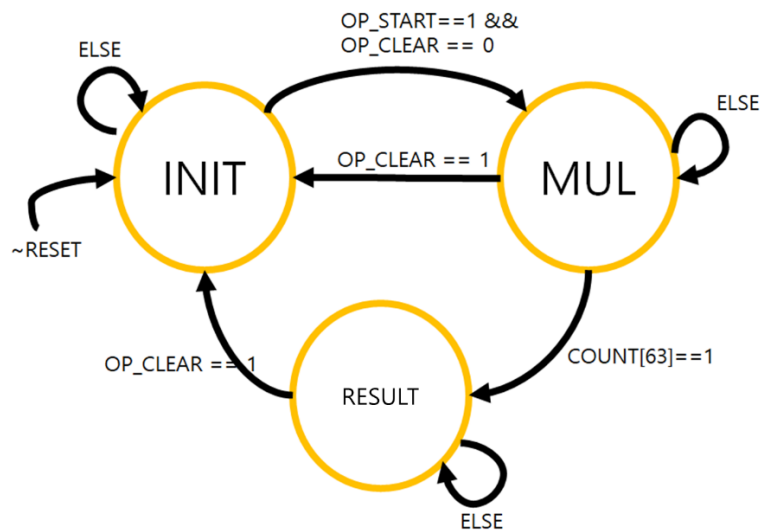 OP_START==1 &&
OP_CLEAR == 0
ELSE
ELSE
INIT
OP_CLEAR == 1
MUL
~RESET
OP_CLEAR == 1
COUNT[63]==1
RESULT
ELSE